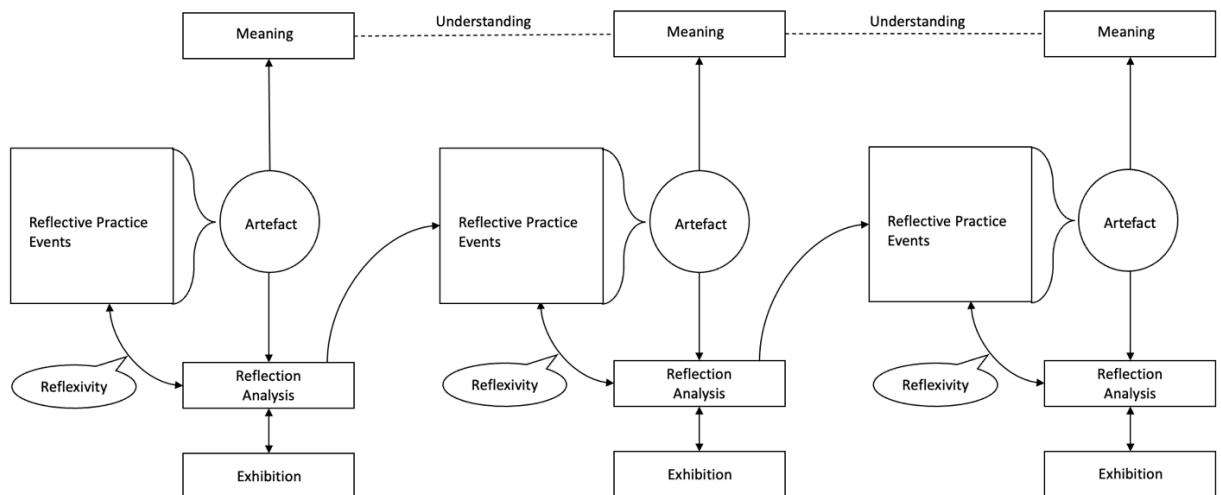 Understanding
Understanding
Meaning
Meaning
Meaning
Reflective Practice
Events
Artefact
Reflective Practice
Events
Artefact
Reflective Practice
Events
Artefact
Reflexivity
Reflection
Analysis
Reflexivity
Reflection
Analysis
Reflexivity
Reflection
Analysis
Exhibition
Exhibition
Exhibition